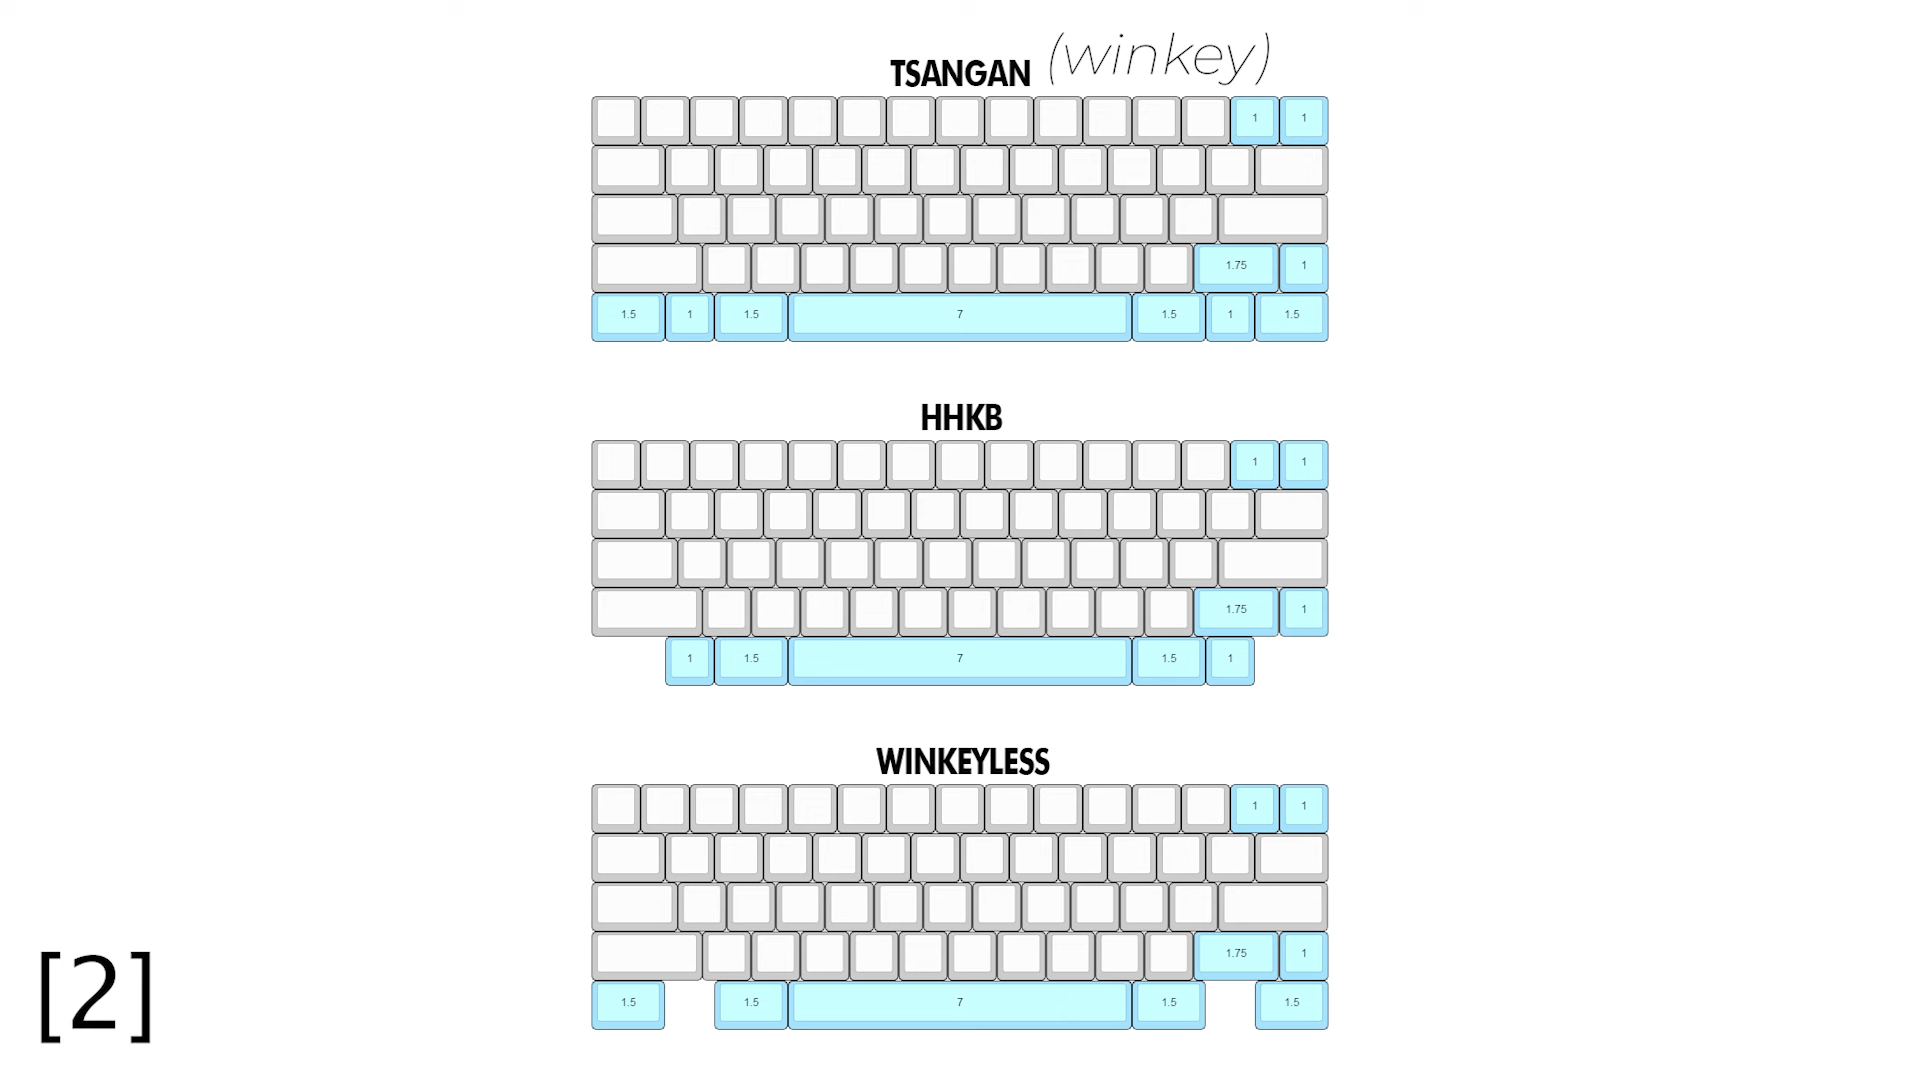 TSANGAN (winkey)
1 1
1.75 1
1.5 1 1.5 7 1.5 1 1.5
HHKB
1 1
1.75 1
1 1.5 7 1.5 1
WINKEYLESS
1 1
1.75 1
1.5 1.5 7 1.5 1.5
[2]